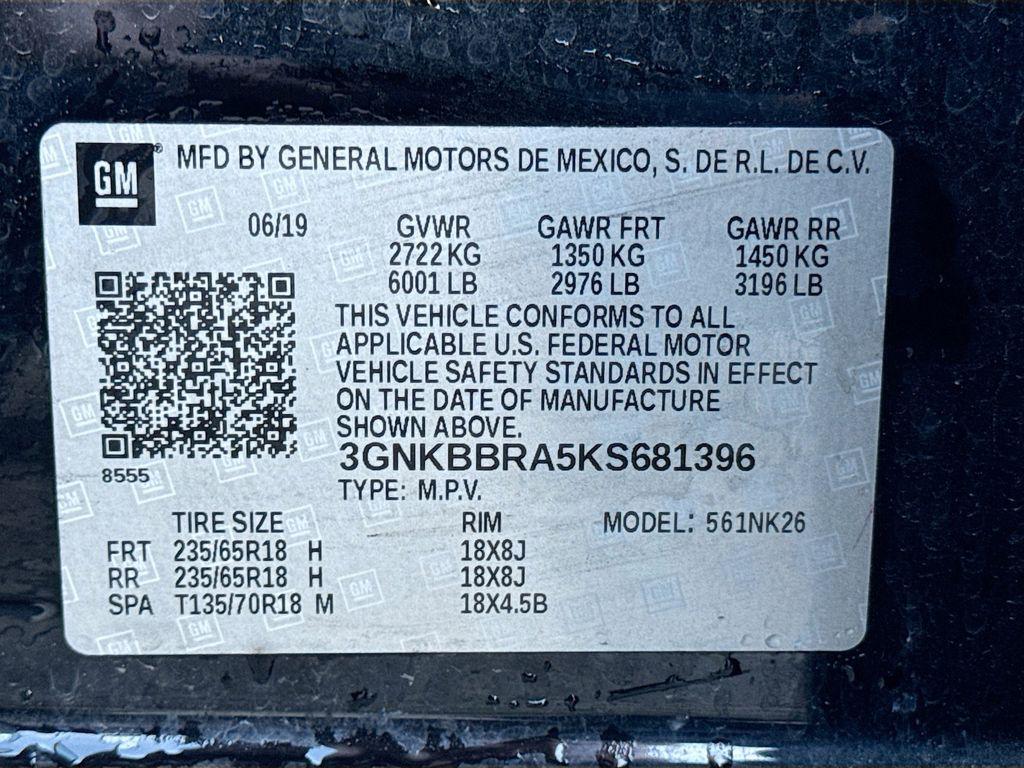 GM® MFD BY GENERAL MOTORS DE MEXICO, S. DE R.L. DE C.V.
06/19 GVWR GAWR FRT GAWR RR
2722 KG 1350 KG 1450 KG
6001 LB 2976 LB 3196 LB
THIS VEHICLE CONFORMS TO ALL
APPLICABLE U.S. FEDERAL MOTOR
VEHICLE SAFETY STANDARDS IN EFFECT
ON THE DATE OF MANUFACTURE
SHOWN ABOVE.
3GNKBBRA5KS681396
8555
TYPE: M.P.V.
TIRE SIZE RIM MODEL: 561NK26
FRT 235/65R18 H 18X8J
RR 235/65R18 H 18X8J
SPA T135/70R18 M 18X4.5B